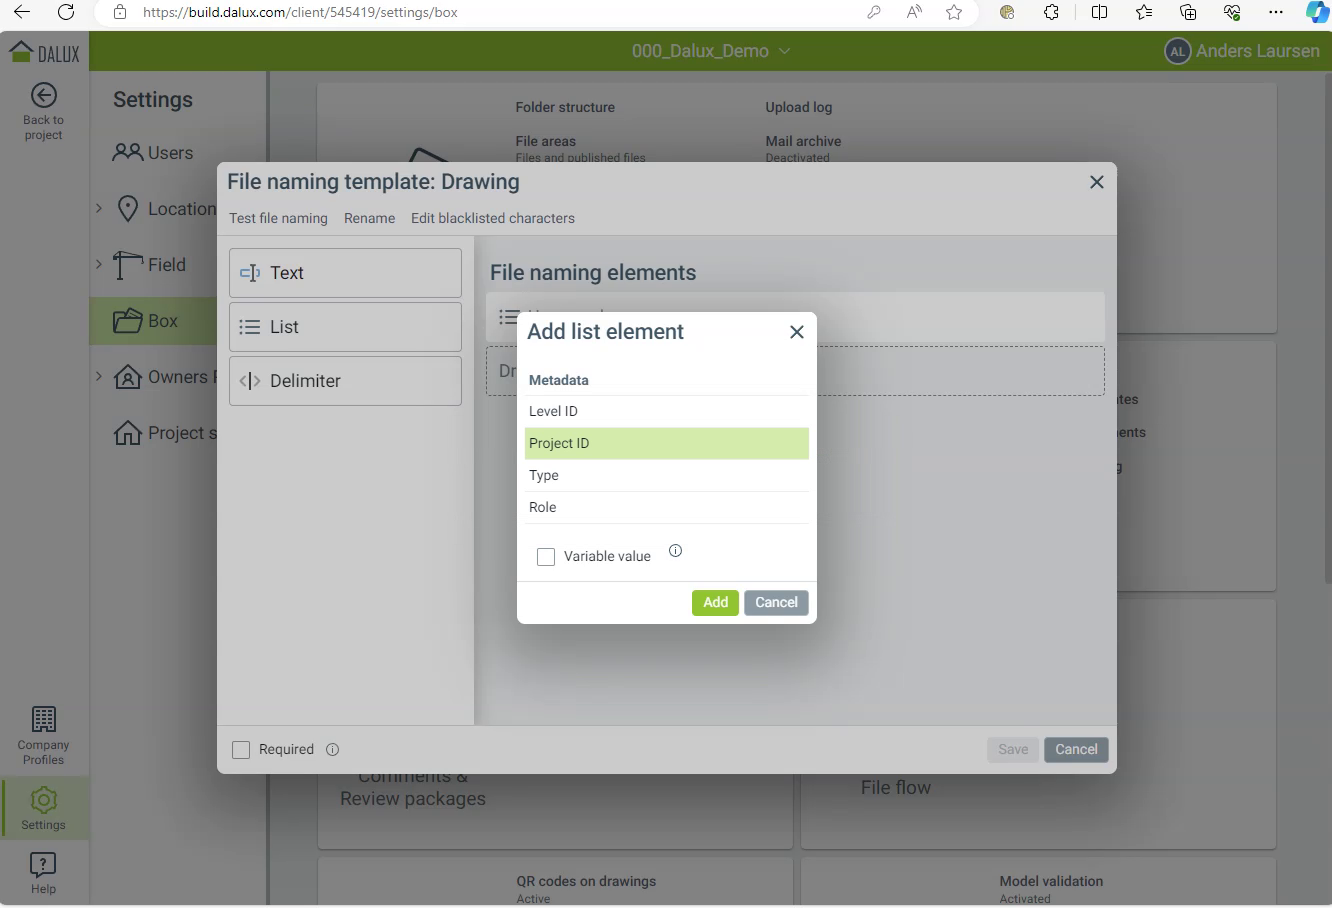 https://build.dalux.com/client/545419/settings/box
DALUX
000_Dalux_Demo
AL Anders Laursen
Back to
project
Settings
Users
Location
Field
Box
Owners
Project s
Company
Profiles
Settings
Help
Folder structure
Upload log
File areas
Files and published files
Mail archive
Deactivated
File naming template: Drawing
Test file naming
Rename
Edit blacklisted characters
Text
List
Delimiter
File naming elements
Dr
Add list element
Metadata
Level ID
Project ID
Type
Role
Variable value
Add
Cancel
Required
Save
Cancel
Comments &
Review packages
File flow
QR codes on drawings
Active
Model validation
Activated